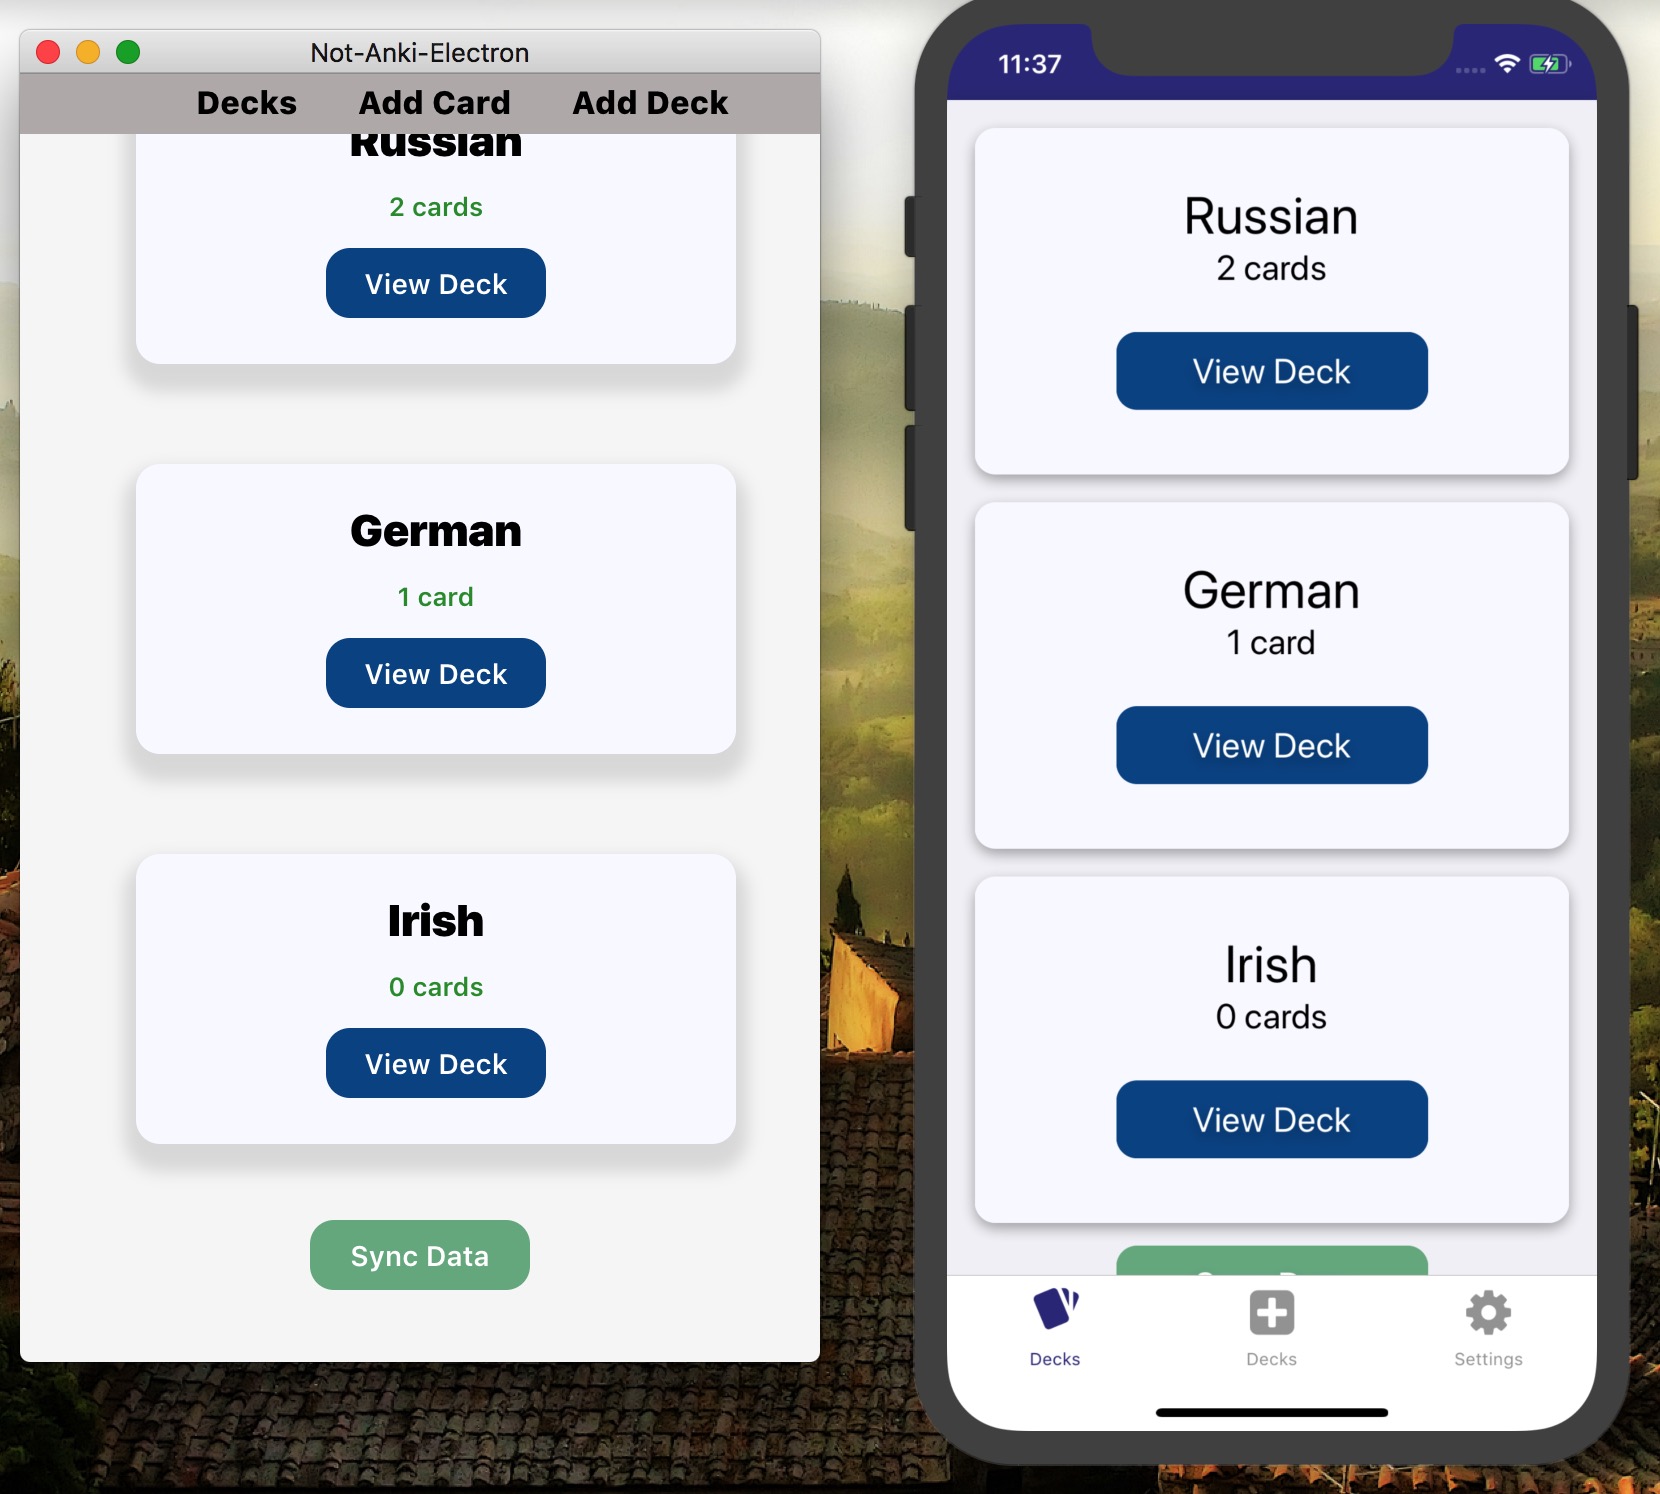 Not-Anki-Electron
Decks Add Card Add Deck
Russian
2 cards
View Deck
German
1 card
View Deck
Irish
0 cards
View Deck
Sync Data
11:37
Russian
2 cards
View Deck
German
1 card
View Deck
Irish
0 cards
View Deck
Decks Decks Settings